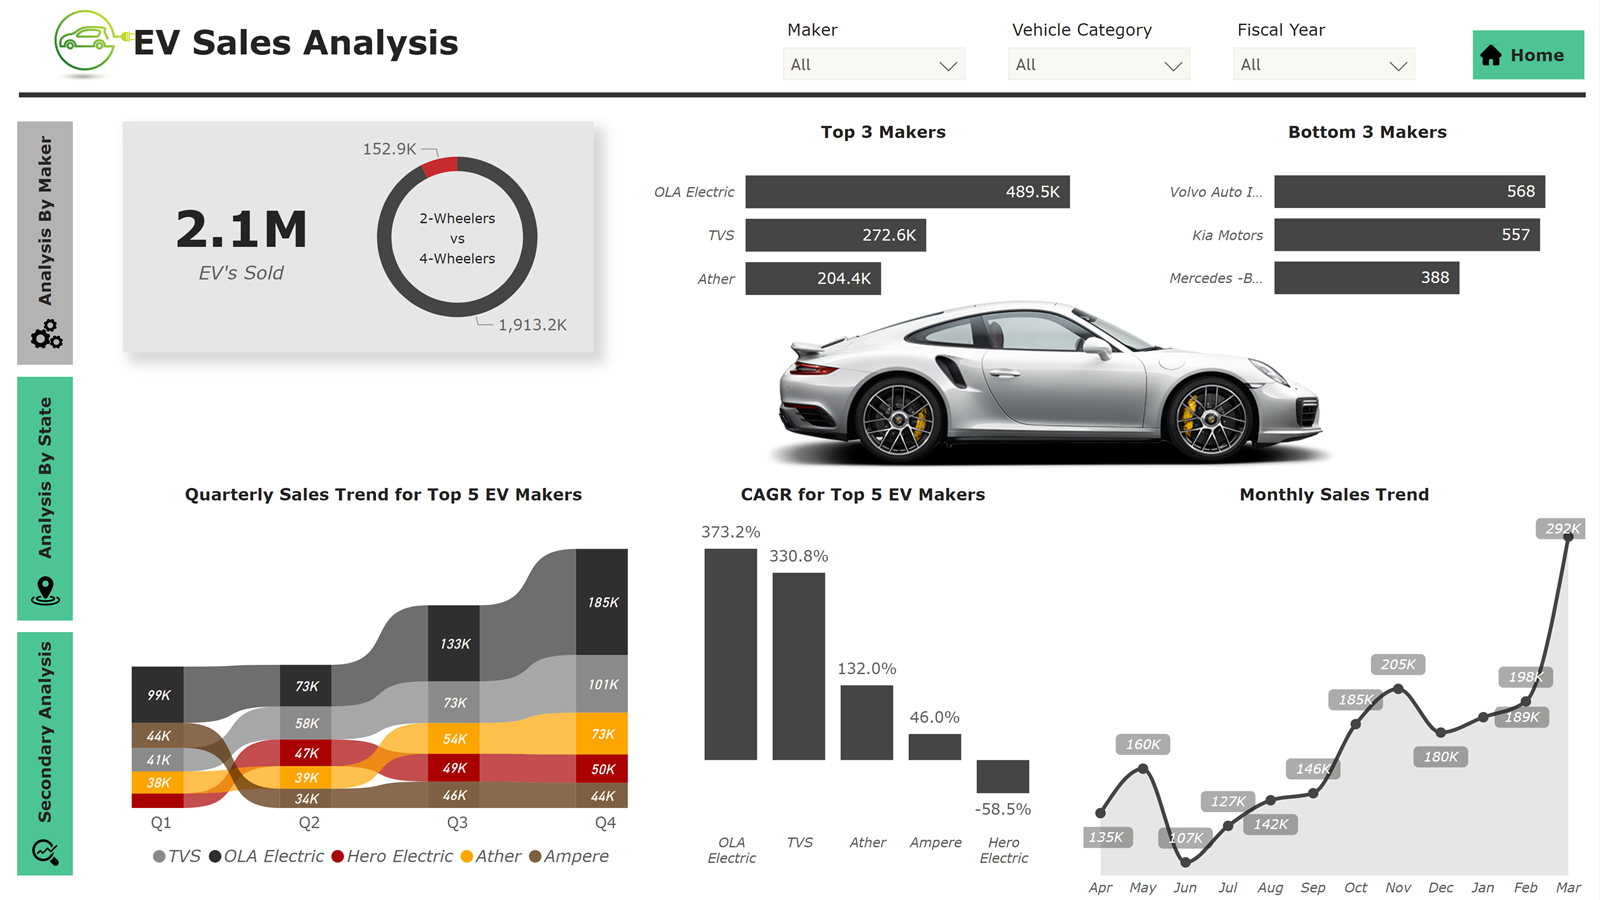 EV Sales Analysis
Maker
All
Vehicle Category
All
Fiscal Year
All
Home
Analysis By Maker
Analysis By State
Secondary Analysis
2.1M
EV's Sold
152.9K
2-Wheelers
vs
4-Wheelers
1,913.2K
Top 3 Makers
OLA Electric
489.5K
TVS
272.6K
Ather
204.4K
Bottom 3 Makers
Volvo Auto I...
568
Kia Motors
557
Mercedes -B...
388
Quarterly Sales Trend for Top 5 EV Makers
99K
44K
41K
38K
73K
58K
47K
39K
34K
133K
73K
54K
49K
46K
185K
101K
73K
50K
44K
Q1
Q2
Q3
Q4
TVS
OLA Electric
Hero Electric
Ather
Ampere
CAGR for Top 5 EV Makers
373.2%
330.8%
132.0%
46.0%
-58.5%
OLA
Electric
TVS
Ather
Ampere
Hero
Electric
Monthly Sales Trend
135K
160K
107K
127K
142K
146K
185K
205K
180K
189K
198K
292K
Apr
May
Jun
Jul
Aug
Sep
Oct
Nov
Dec
Jan
Feb
Mar